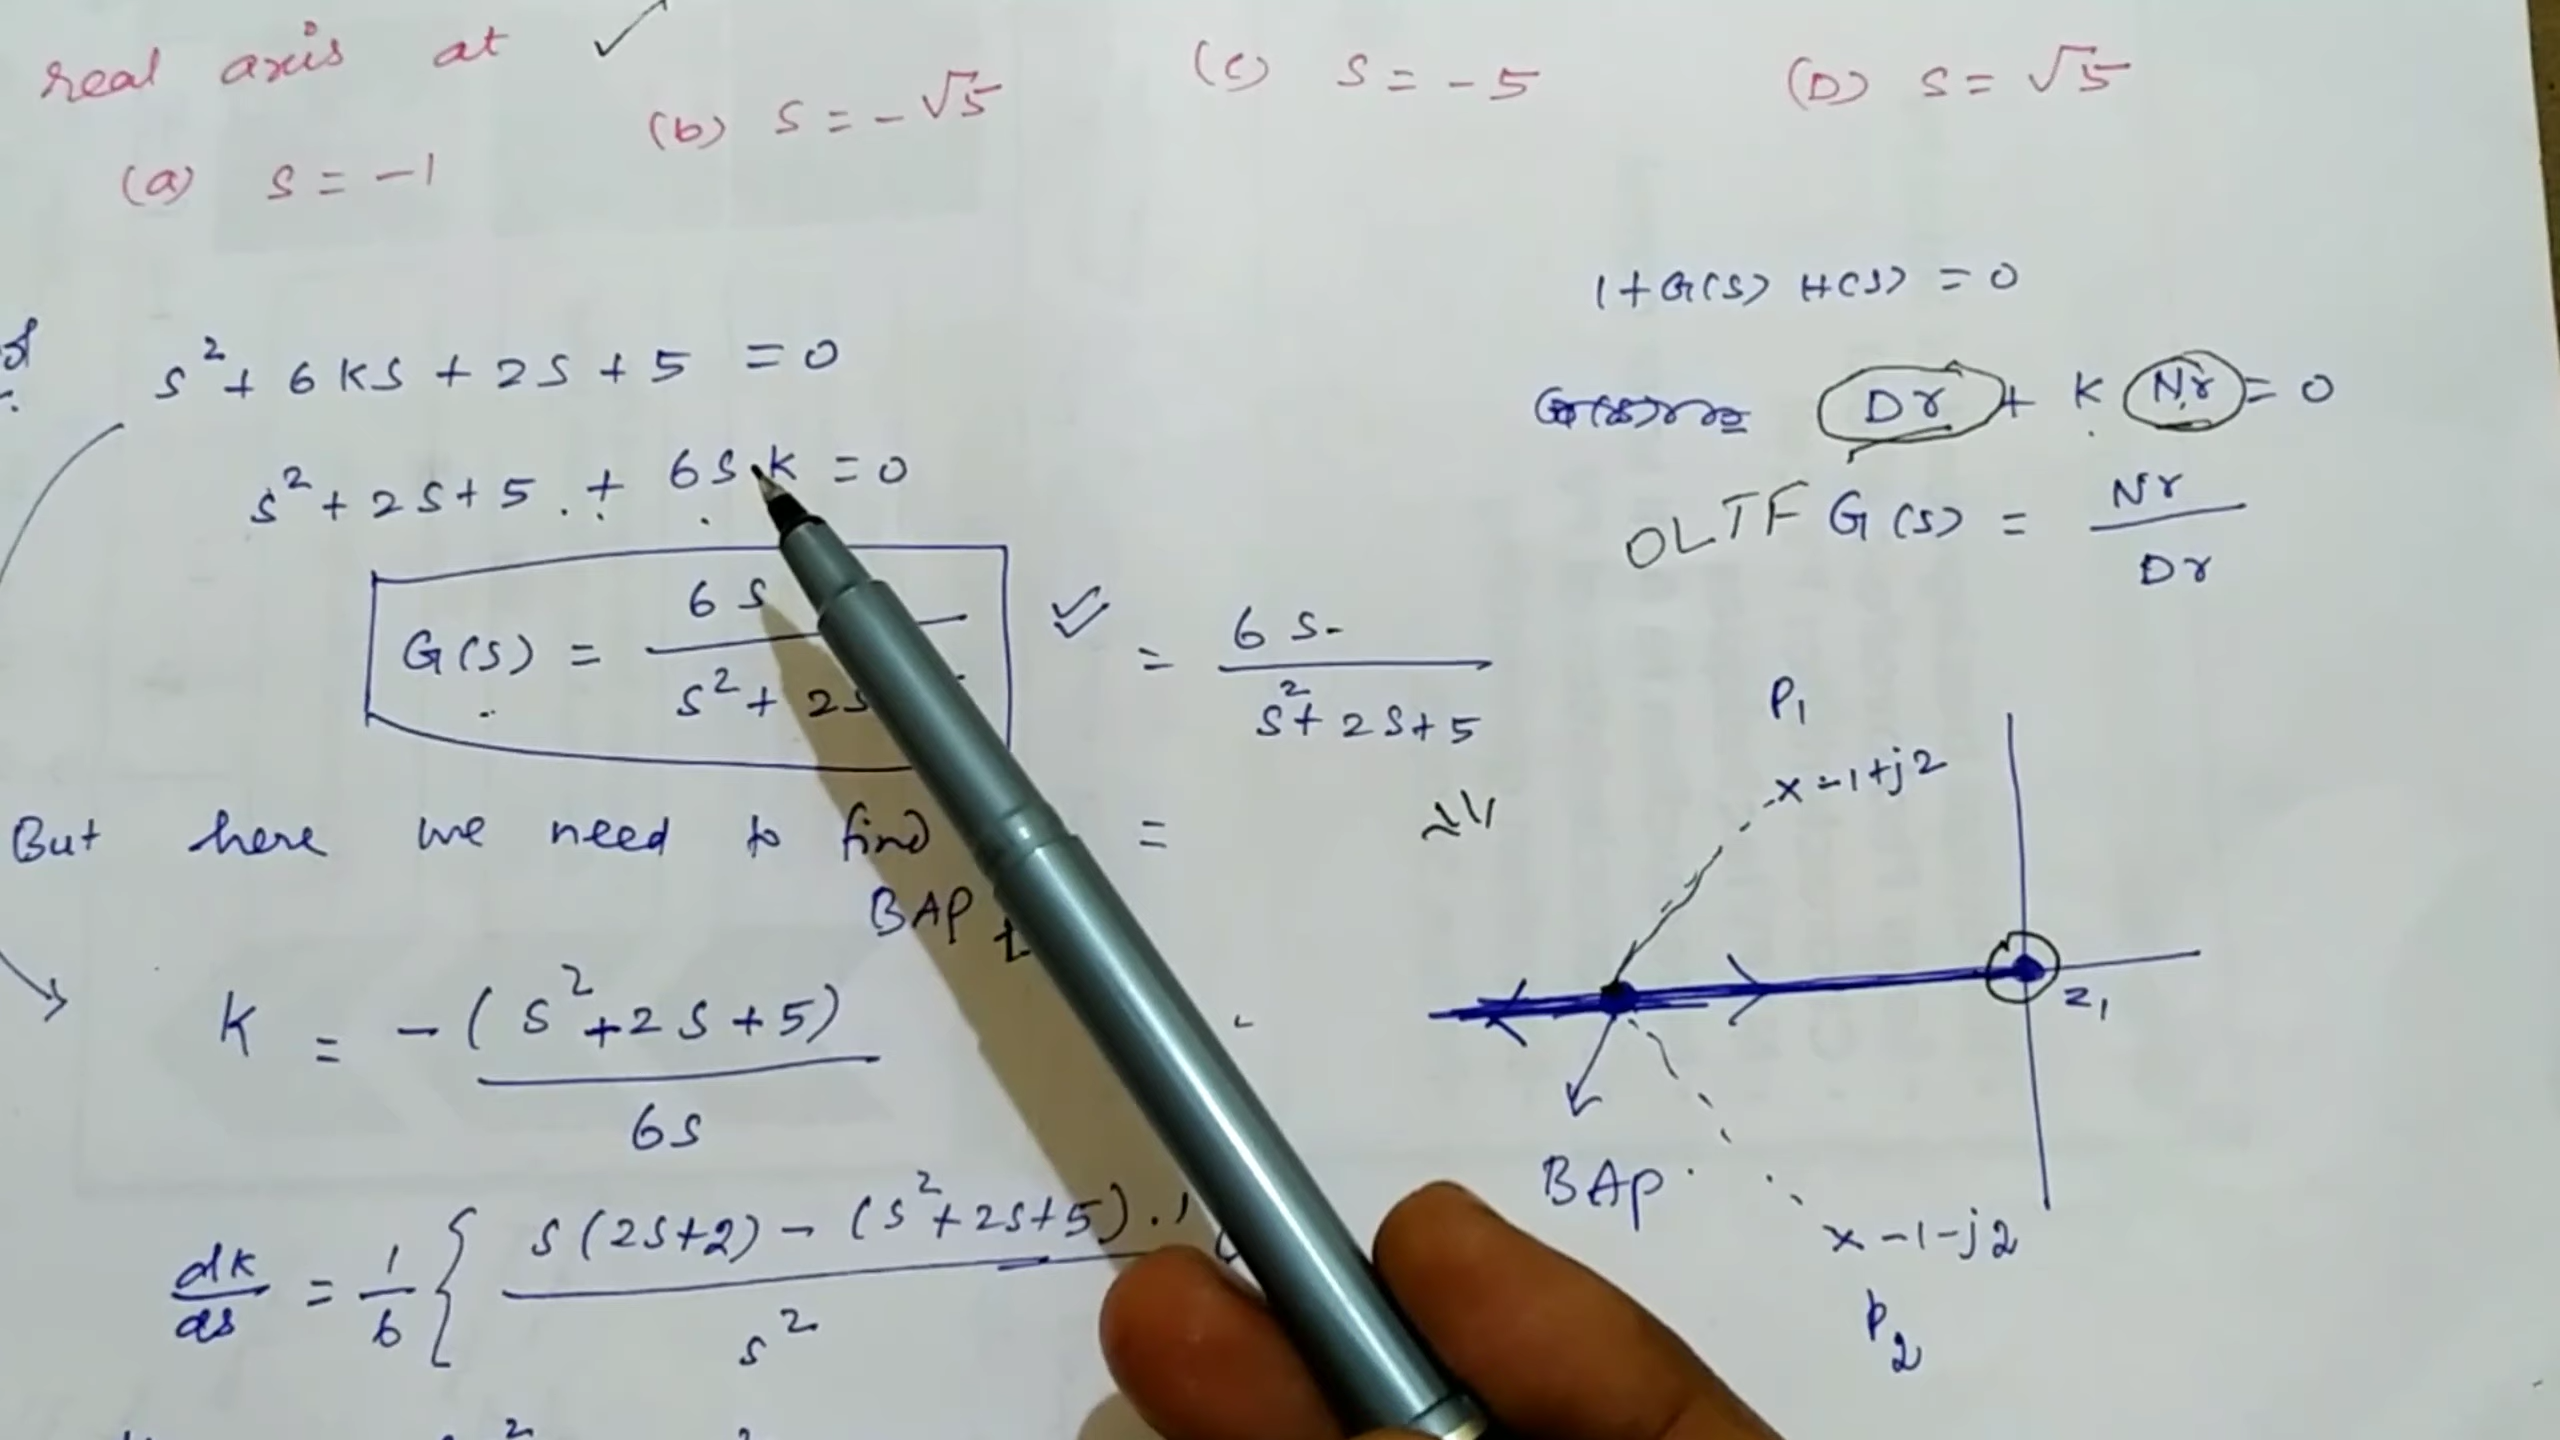 real axis at
(a) s = -1
(b) s = -√5
(c) s = -5
(D) s = √5
s² + 6ks + 2s + 5 = 0
s² + 2s + 5 + 6sk = 0
G(s) = 6s / s² + 2s = 6s / s² + 2s + 5
But here we need to find
BAP
K = -(s² + 2s + 5) / 6s
dk/ds = 1/6 { s(2s+2) - (s² + 2s + 5).1 / s²
1 + G(s) H(s) = 0
Dr + K Nr = 0
OLTF G(s) = Nr / Dr
P₁
x -1+j2
z₁
BAP
x -1-j2
P₂